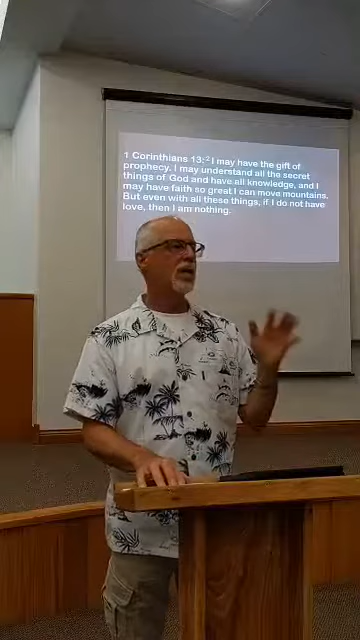 1 Corinthians 13:2 I may have the gift of
prophecy. I may understand all the secret
things of God and have all knowledge, and I
may have faith so great I can move mountains.
But even with all these things, if I do not have
love, then I am nothing.